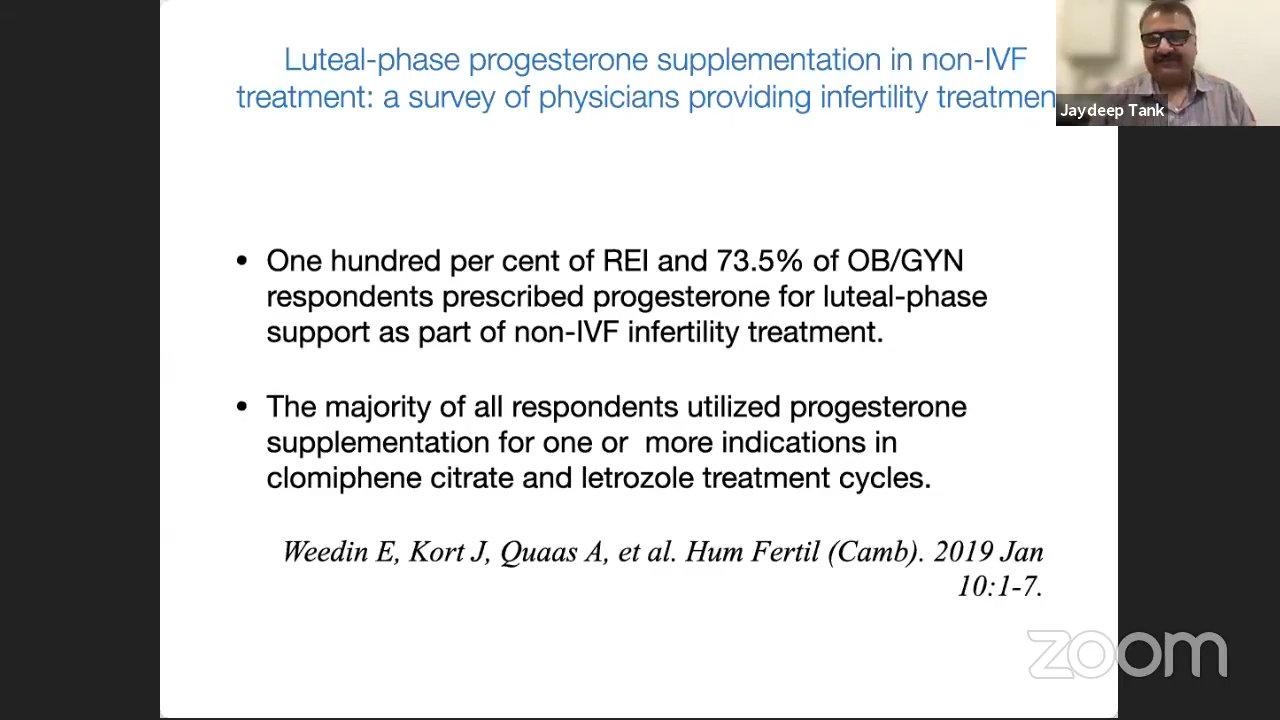 Luteal-phase progesterone supplementation in non-IVF
treatment: a survey of physicians providing infertility treatmen
Jaydeep Tank
• One hundred per cent of REI and 73.5% of OB/GYN
respondents prescribed progesterone for luteal-phase
support as part of non-IVF infertility treatment.
• The majority of all respondents utilized progesterone
supplementation for one or  more indications in
clomiphene citrate and letrozole treatment cycles.
Weedin E, Kort J, Quaas A, et al. Hum Fertil (Camb). 2019 Jan
10:1-7.
zoom